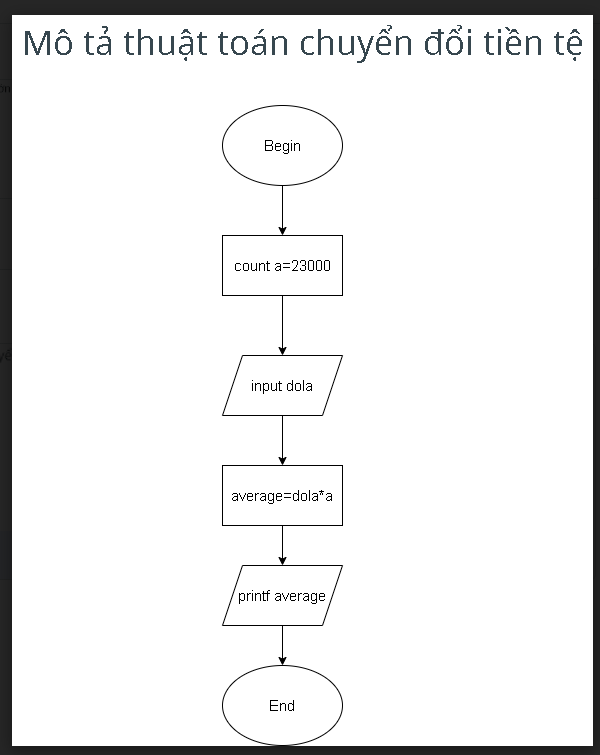 Mô tả thuật toán chuyển đổi tiền tệ
Begin
count a=23000
input dola
average=dola*a
printf average
End